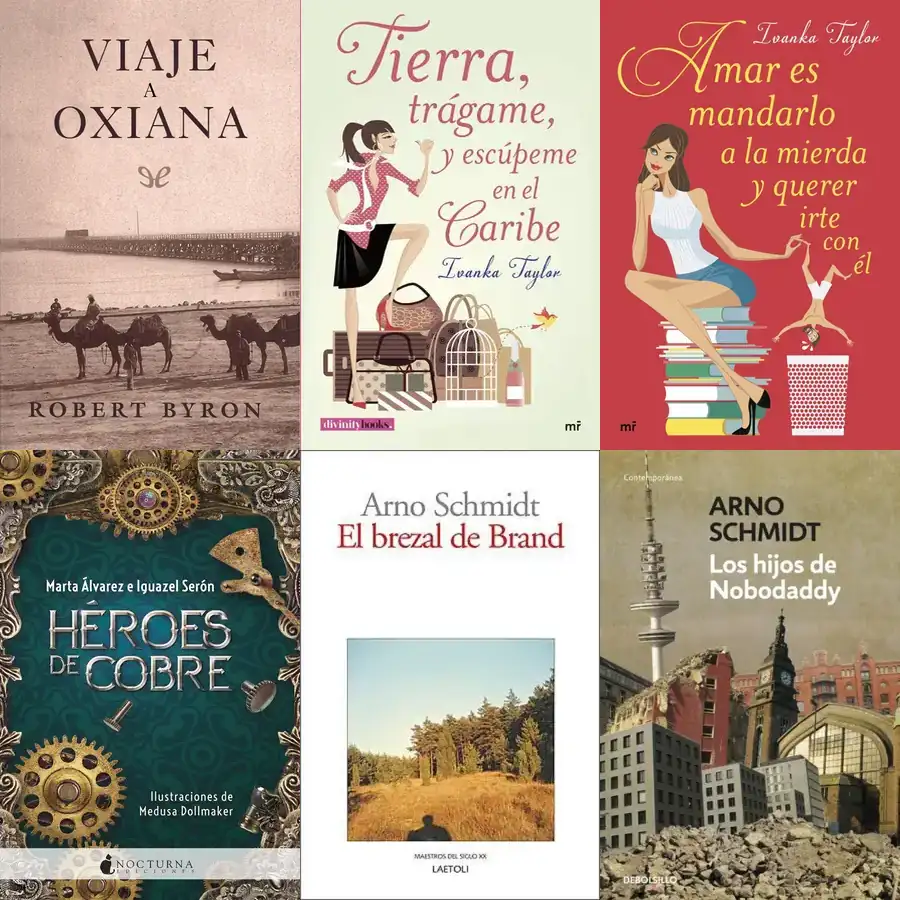 VIAJE
A
OXIANA
ROBERT BYRON
Tierra,
trágame,
y escúpeme
en el
Caribe
Ivanka Taylor
divinitybooks.
mr
Ivanka Taylor
Amar es
mandarlo
a la mierda
y querer
irte
con
él
mr
Marta Álvarez e Iguazel Serón
HÉROES
DE COBRE
Ilustraciones de
Medusa Dollmaker
NOCTURNA
EDICIONES
Arno Schmidt
El brezal de Brand
MAESTROS DEL SIGLO XX
LAETOLI
Contemporánea
ARNO
SCHMIDT
Los hijos de
Nobodaddy
DEBOLSILLO